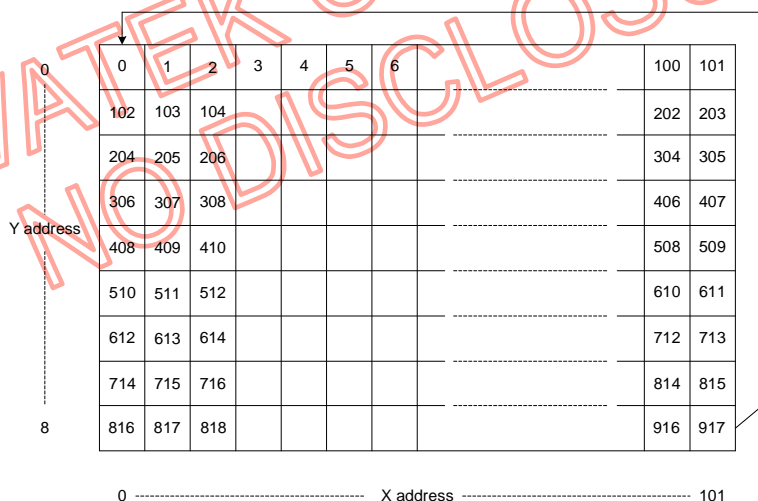 0 0 1 2 3 4 5 6 100 101
102 103 104 202 203
204 205 206 304 305
306 307 308 406 407
Y address
408 409 410 508 509
510 511 512 610 611
612 613 614 712 713
714 715 716 814 815
8 816 817 818 916 917
0 X address 101
NO DISCLOS